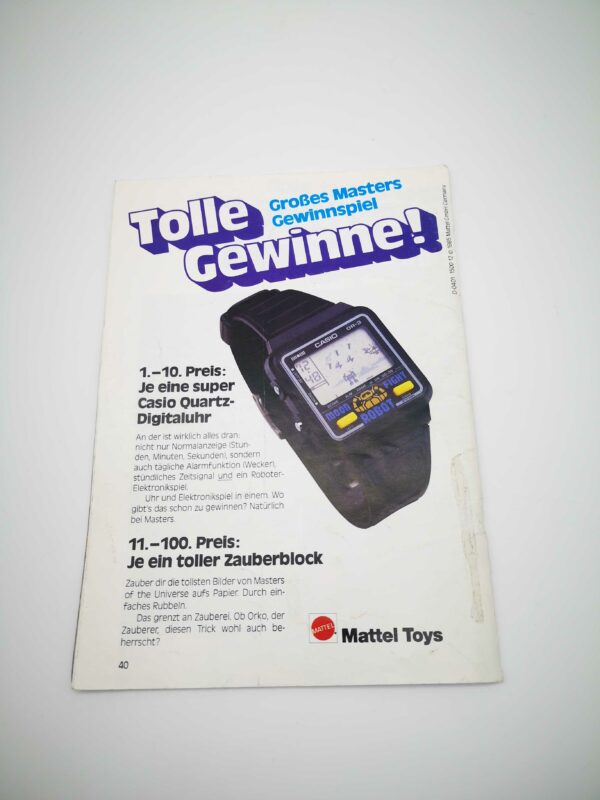 Großes Masters
Gewinnspiel
Tolle
Gewinne!
1.–10. Preis:
Je eine super
Casio Quartz-
Digitaluhr
An der ist wirklich alles dran:
nicht nur Normalanzeige (Stun-
den, Minuten, Sekunden), sondern
auch tägliche Alarmfunktion (Wecker),
stündliches Zeitsignal und ein Roboter-
Elektronikspiel.
Uhr und Elektronikspiel in einem. Wo
gibt's das schon zu gewinnen? Natürlich
bei Masters.
CASIO GR-3
12
48
MOON FIGHT
ROBOT
11.–100. Preis:
Je ein toller Zauberblock
Zauber dir die tollsten Bilder von Masters
of the Universe aufs Papier. Durch ein-
faches Rubbeln.
Das grenzt an Zauberei. Ob Orko, der
Zauberer, diesen Trick wohl auch be-
herrscht?
MATTEL Mattel Toys
40